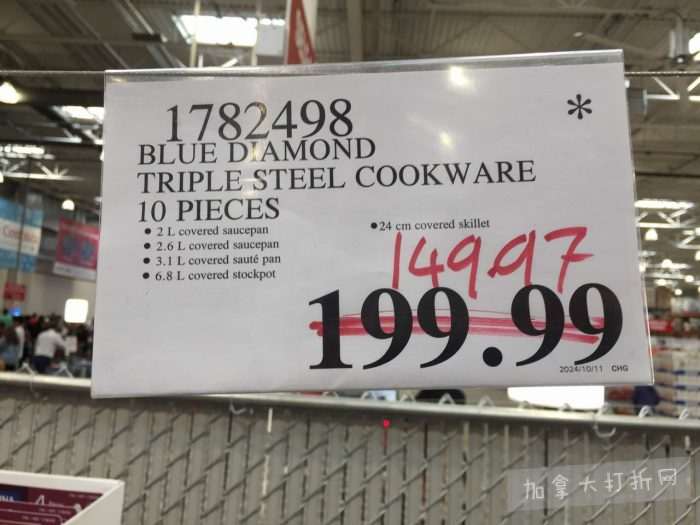 1782498
*
BLUE DIAMOND
TRIPLE STEEL COOKWARE
10 PIECES
• 2 L covered saucepan
• 2.6 L covered saucepan
• 3.1 L covered sauté pan
• 6.8 L covered stockpot
• 24 cm covered skillet
149.97
199.99
2024/10/11 CHG
加拿大打折网